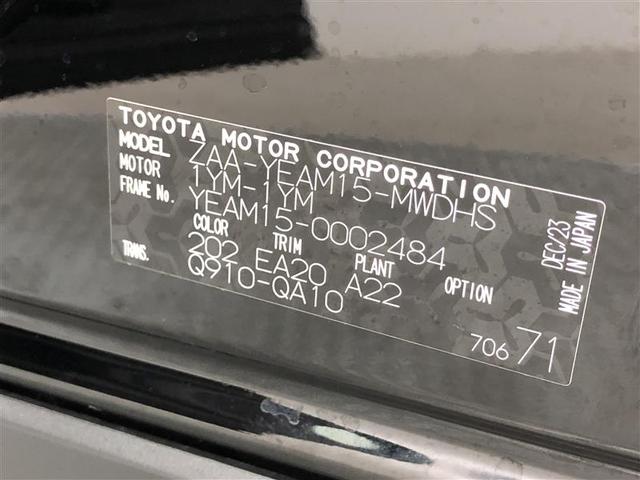 TOYOTA MOTOR CORPORATION
MODEL ZAA-YEAM15-MWDHS
MOTOR 1YM-1YM
FRAME No. YEAM15-0002484
COLOR TRIM PLANT OPTION
202 EA20 A22
TRANS. Q910-QA10
706 71
DEC/23
MADE IN JAPAN